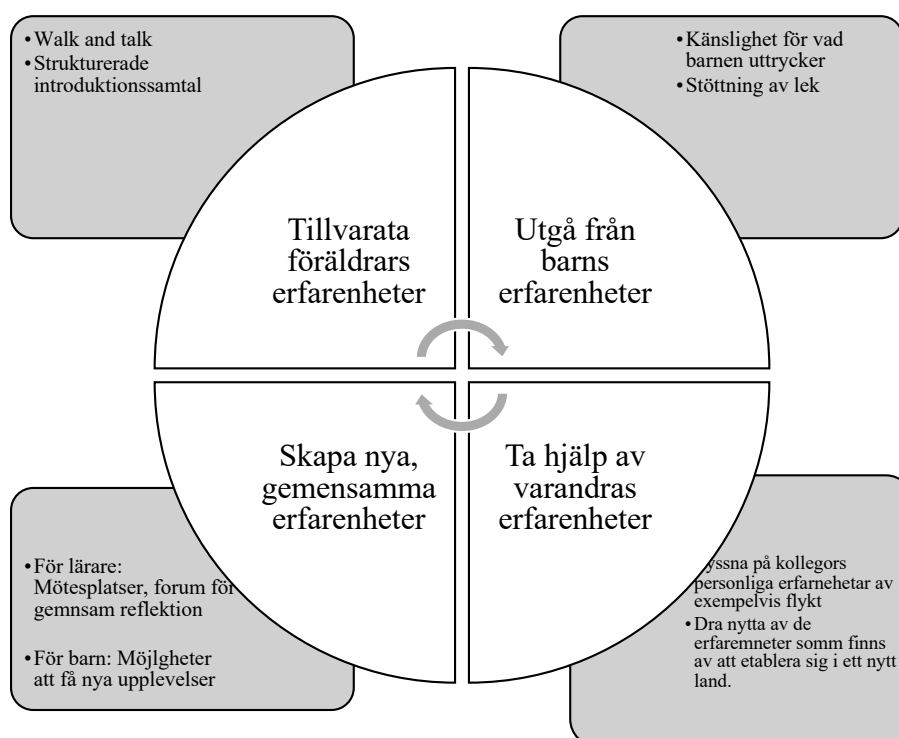 • Walk and talk
• Strukturerade
introduktionssamtal
• Känslighet för vad
barnen uttrycker
• Stöttning av lek
Tillvarata
föräldrars
erfarenheter
Utgå från
barns
erfarenheter
Skapa nya,
gemensamma
erfarenheter
Ta hjälp av
varandras
erfarenheter
• För lärare:
Mötesplatser, forum för
gemnsam reflektion
• För barn: Möjlgheter
att få nya upplevelser
yssna på kollegors
personliga erfarnehetar av
exempelvis flykt
• Dra nytta av de
erfaremneter somm finns
av att etablera sig i ett nytt
land.